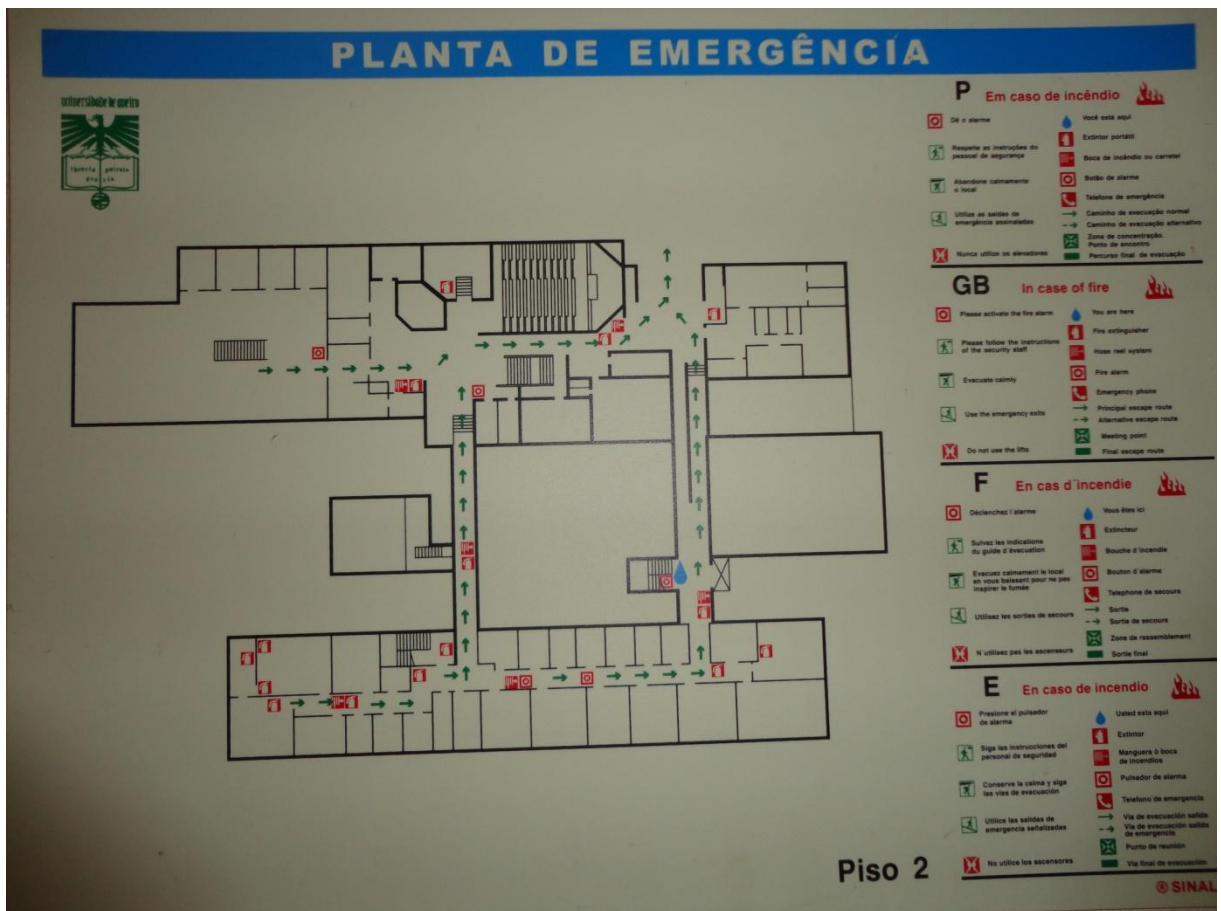 PLANTA DE EMERGÊNCIA
universidade de aveiro
P Em caso de incêndio
Dê o alarme
Respeite as instruções do
pessoal de segurança
Abandone calmamente
o local
Utilize as saídas de
emergência assinaladas
Nunca utilize os elevadores
Você está aqui
Extintor portátil
Boca de incêndio ou carretel
Botão de alarme
Telefone de emergência
Caminho de evacuação normal
Caminho de evacuação alternativo
Zona de concentração.
Ponto de encontro
Percurso final de evacuação
GB In case of fire
Please activate the fire alarm
Please follow the instructions
of the security staff
Evacuate calmly
Use the emergency exits
Do not use the lifts
You are here
Fire extinguisher
Hose reel system
Fire alarm
Emergency phone
Principal escape route
Alternative escape route
Meeting point
Final escape route
F En cas d'incendie
Déclenchez l'alarme
Suivez les indications
du guide d'évacuation
Evacuez calmement le local
en vous baissant pour ne pas
inspirer le fumée
Utilisez les sorties de secours
N'utilisez pas les ascenseurs
Vous êtes ici
Extincteur
Bouche d'incendie
Bouton d'alarme
Telephone de secours
Sortie
Sortie de secours
Zone de rassemblement
Sortie final
E En caso de incendio
Presione el pulsador
de alarma
Siga las instrucciones del
personal de seguridad
Conserve la calma y siga
las vías de evacuación
Utilice las salidas de
emergencia señalizadas
No utilice los ascensores
Usted esta aqui
Extintor
Manguera ò boca
de incendios
Pulsador de alarma
Telefono de emergencia
Via de evacuación salida
Via de evacuación salida
de emergencia
Punto de reunión
Via final de evacuación
Piso 2
SINAL